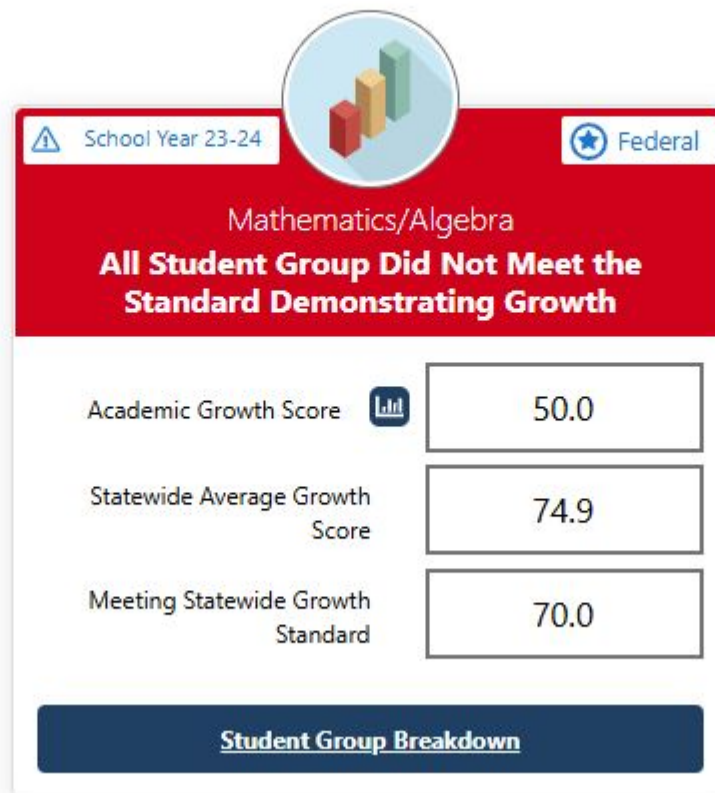 School Year 23-24
Federal
Mathematics/Algebra
All Student Group Did Not Meet the
Standard Demonstrating Growth
Academic Growth Score
50.0
Statewide Average Growth
Score
74.9
Meeting Statewide Growth
Standard
70.0
Student Group Breakdown